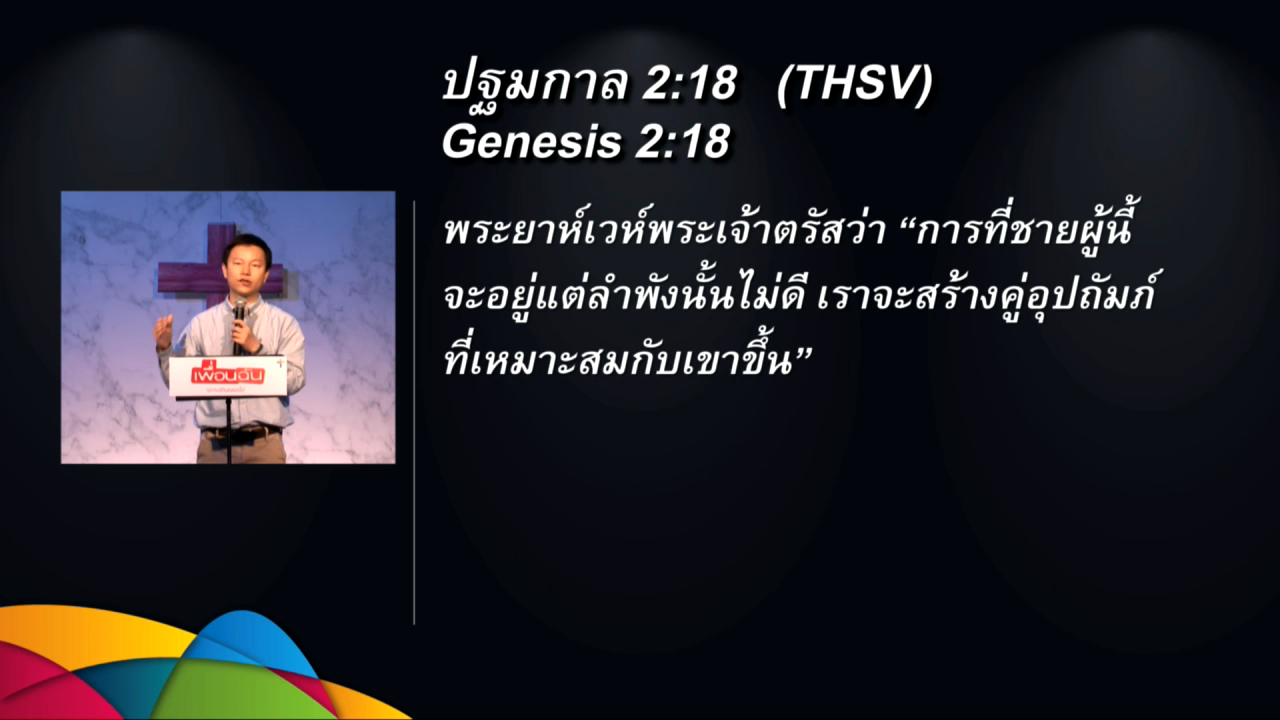 ปฐมกาล 2:18 (THSV)
Genesis 2:18
พระยาห์เวห์พระเจ้าตรัสว่า “การที่ชายผู้นี้
จะอยู่แต่ลำพังนั้นไม่ดี เราจะสร้างคู่อุปถัมภ์
ที่เหมาะสมกับเขาขึ้น”
เพื่อนฉัน